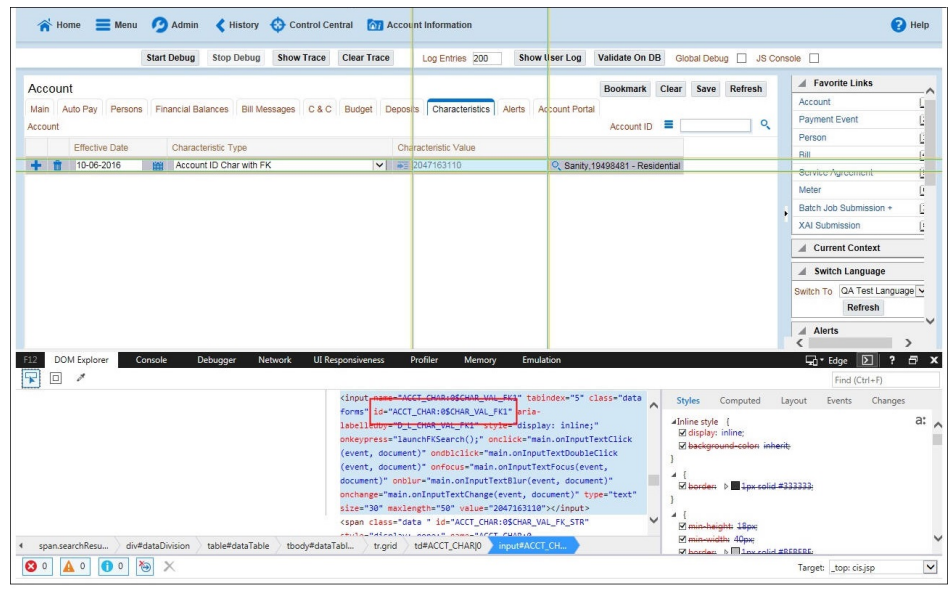 Home Menu Admin History Control Central Account Information Help
Start Debug Stop Debug Show Trace Clear Trace Log Entries 200 Show User Log Validate On DB Global Debug JS Console
Account Bookmark Clear Save Refresh
Main Auto Pay Persons Financial Balances Bill Messages C & C Budget Deposits Characteristics Alerts Account Portal
Account Account ID
Effective Date Characteristic Type Characteristic Value
10-06-2016 Account ID Char with FK 2047163110 Sanity,19498481 - Residential
Favorite Links
Account
Payment Event
Person
Bill
Service Agreement
Meter
Batch Job Submission +
XAI Submission
Current Context
Switch Language
Switch To QA Test Language
Refresh
Alerts
F12 DOM Explorer Console Debugger Network UI Responsiveness Profiler Memory Emulation Edge ?
Find (Ctrl+F)
<input name="ACCT_CHAR:0$CHAR_VAL_FK1" tabindex="5" class="data
forms" id="ACCT_CHAR:0$CHAR_VAL_FK1" aria-
labelledby="D_L_CHAR_VAL_FK1" style="display: inline;"
onkeypress="launchFKSearch();" onclick="main.onInputTextClick
(event, document)" ondblclick="main.onInputTextDoubleClick
(event, document)" onfocus="main.onInputTextFocus(event,
document)" onblur="main.onInputTextBlur(event, document)"
onchange="main.onInputTextChange(event, document)" type="text"
size="30" maxlength="50" value="2047163110"></input>
<span class="data " id="ACCT_CHAR:0$CHAR_VAL_FK_STR"
Styles Computed Layout Events Changes
Inline style {
display: inline;
background-color: inherit;
}
{
border: 1px solid #333333;
}
{
min-height: 18px;
min-width: 40px;
border: 1px solid #BEBEBE;
a:
span.searchResu... div#dataDivision table#dataTable tbody#dataTabl... tr.grid td#ACCT_CHAR|0 input#ACCT_CH...
0 0 0 Target: _top: cis.jsp